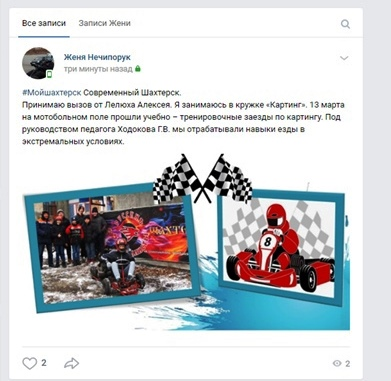 Все записи Записи Жени
Женя Нечипорук
три минуты назад
#Мойшахтерск Современный Шахтерск.
Принимаю вызов от Лелюха Алексея. Я занимаюсь в кружке «Картинг». 13 марта
на мотобольном поле прошли учебно – тренировочные заезды по картингу. Под
руководством педагога Ходокова Г.В. мы отрабатывали навыки езды в
экстремальных условиях.
8
2 2